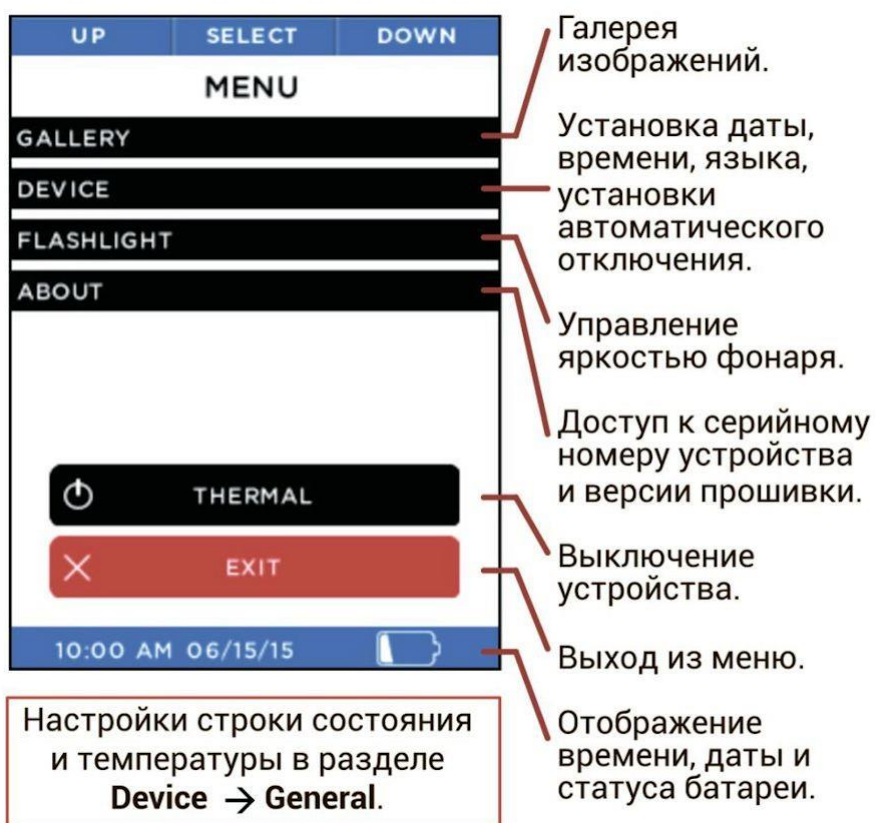 UP SELECT DOWN
MENU
GALLERY
DEVICE
FLASHLIGHT
ABOUT
THERMAL
EXIT
10:00 AM 06/15/15
Галерея
изображений.
Установка даты,
времени, языка,
установки
автоматического
отключения.
Управление
яркостью фонаря.
Доступ к серийному
номеру устройства
и версии прошивки.
Выключение
устройства.
Выход из меню.
Отображение
времени, даты и
статуса батареи.
Настройки строки состояния
и температуры в разделе
Device → General.